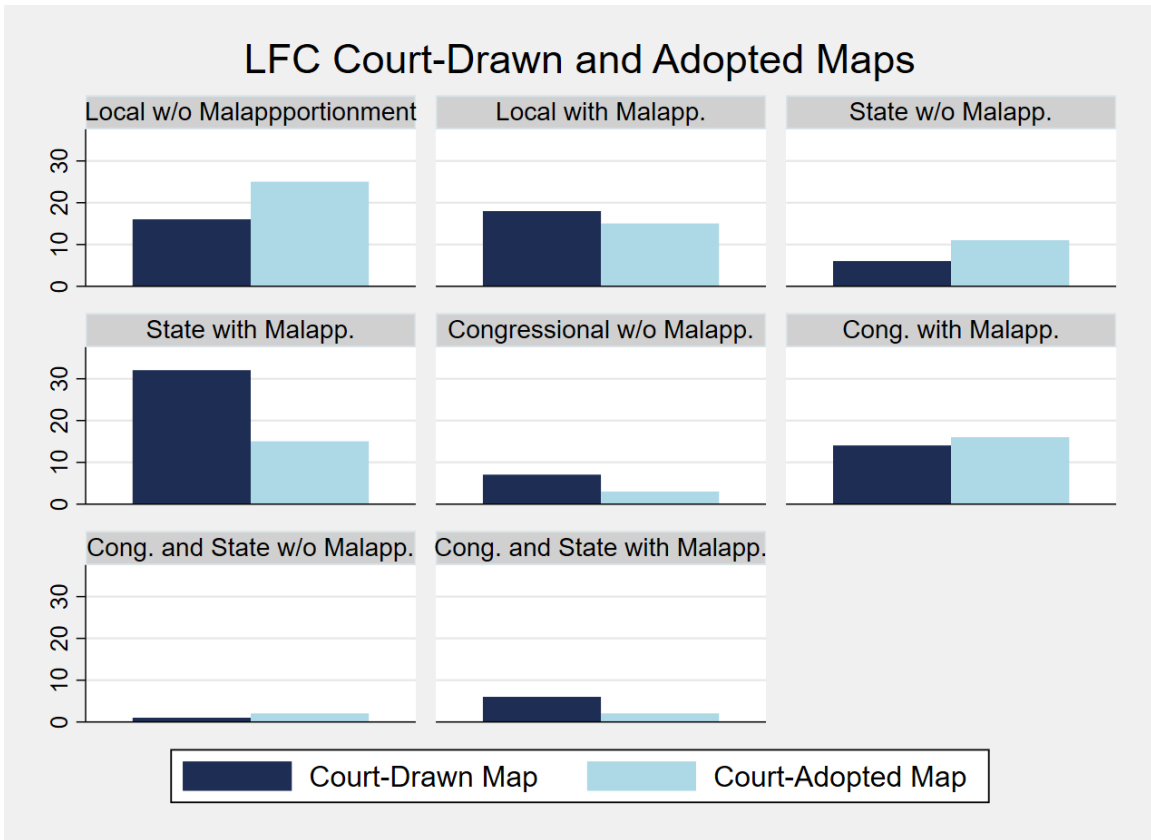 LFC Court-Drawn and Adopted Maps
Local w/o Malappportionment
Local with Malapp.
State w/o Malapp.
30
20
10
0
State with Malapp.
Congressional w/o Malapp.
Cong. with Malapp.
30
20
10
0
Cong. and State w/o Malapp.
Cong. and State with Malapp.
30
20
10
0
Court-Drawn Map
Court-Adopted Map